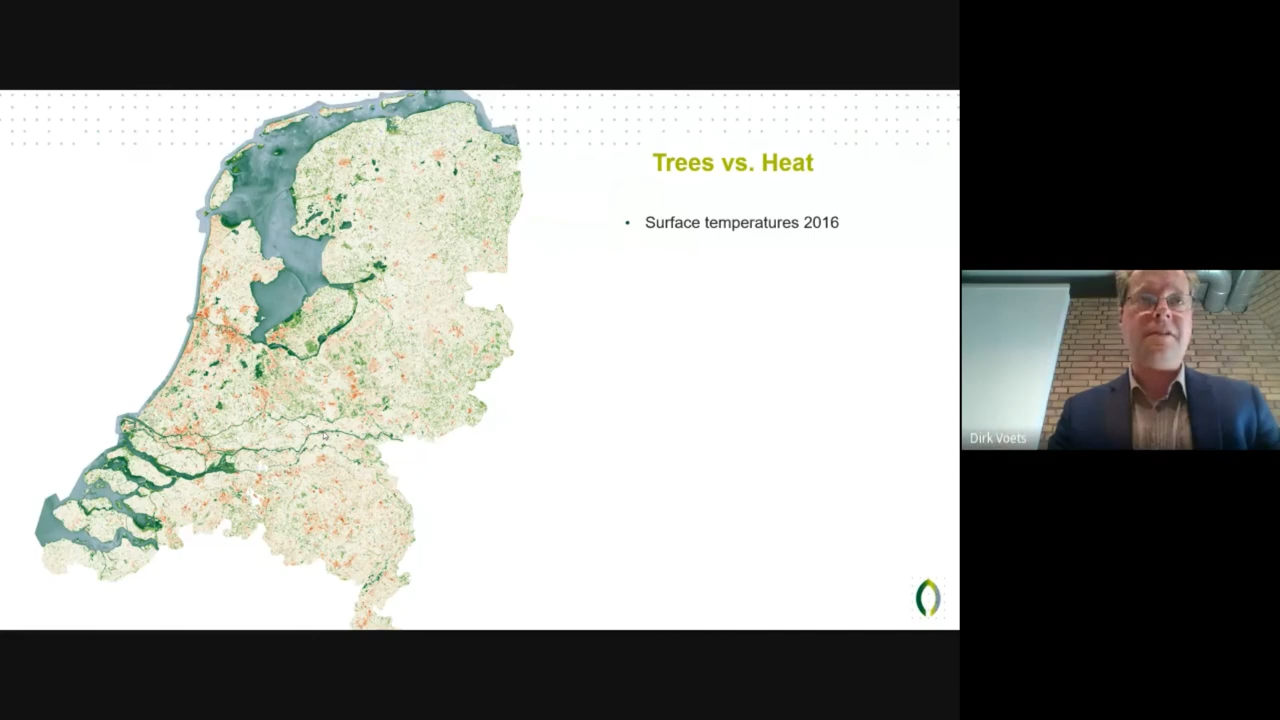 Trees vs. Heat
• Surface temperatures 2016
Dirk Voets